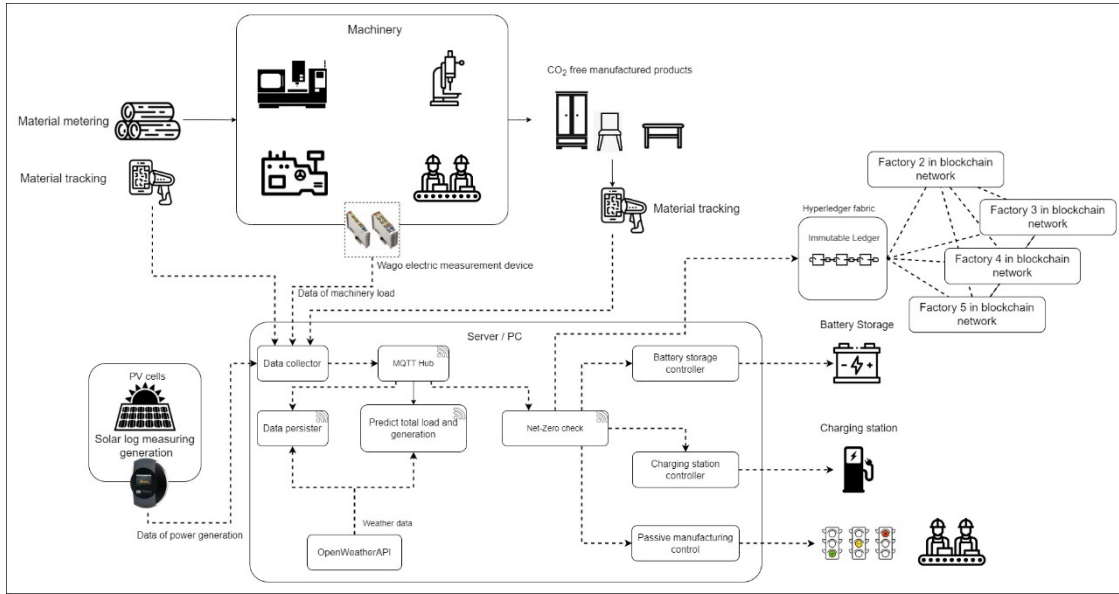 Machinery
CO2 free manufactured products
Material metering
Material tracking
Material tracking
Wago electric measurement device
Data of machinery load
Hyperledger fabric
Immutable Ledger
Factory 2 in blockchain
network
Factory 3 in blockchain
network
Factory 4 in blockchain
network
Factory 5 in blockchain
network
Server / PC
Data collector
MQTT Hub
Battery storage
controller
Battery Storage
PV cells
Solar log measuring
generation
Data persister
Predict total load and
generation
Net-Zero check
Charging station
Charging station
controller
Data of power generation
Weather data
OpenWeatherAPI
Passive manufacturing
control